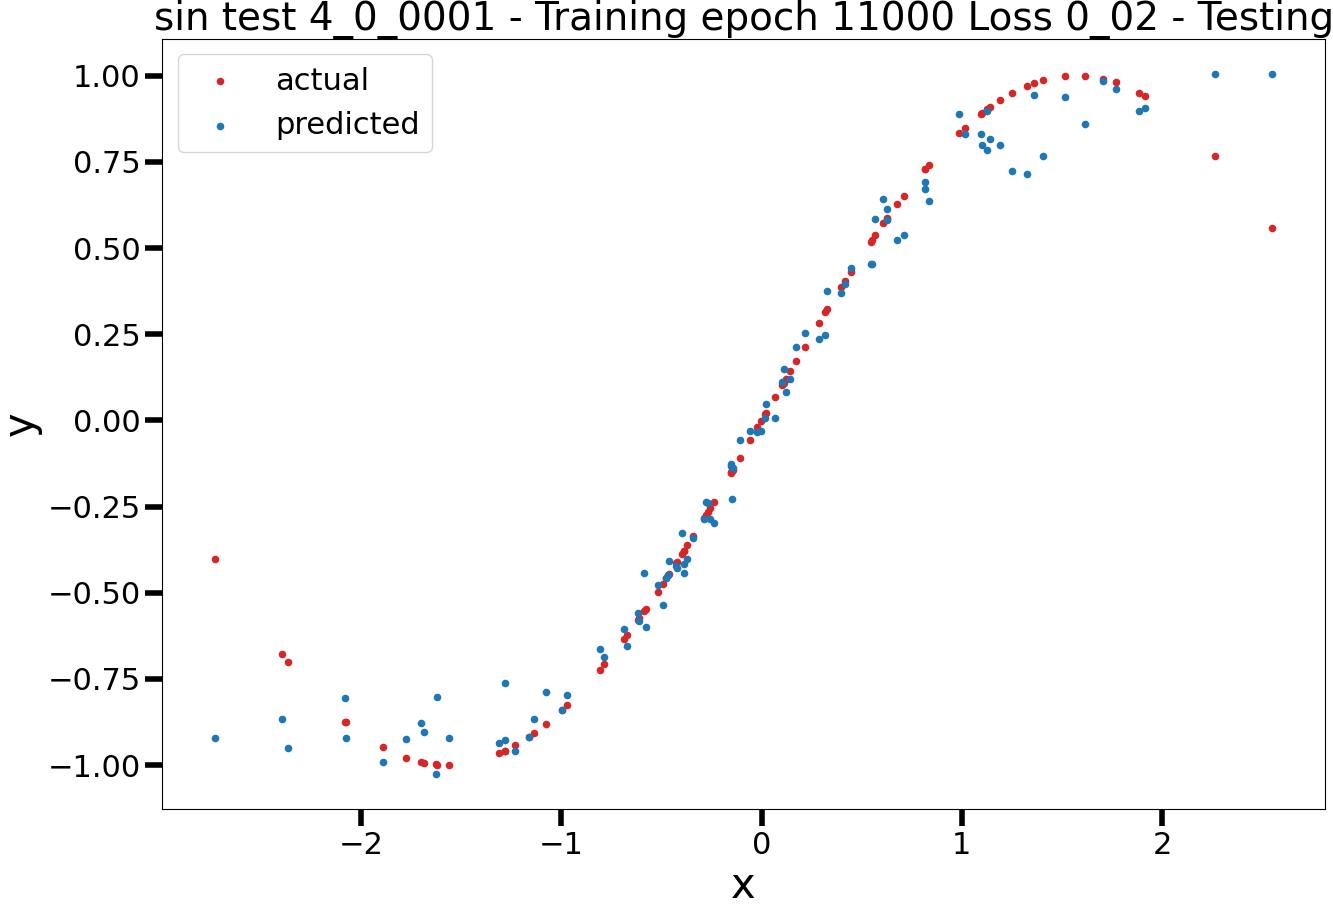 sin test 4_0_0001 - Training epoch 11000 Loss 0_02 - Testing
actual
predicted
1.00
0.75
0.50
0.25
0.00
−0.25
−0.50
−0.75
−1.00
y
−2
−1
0
1
2
x